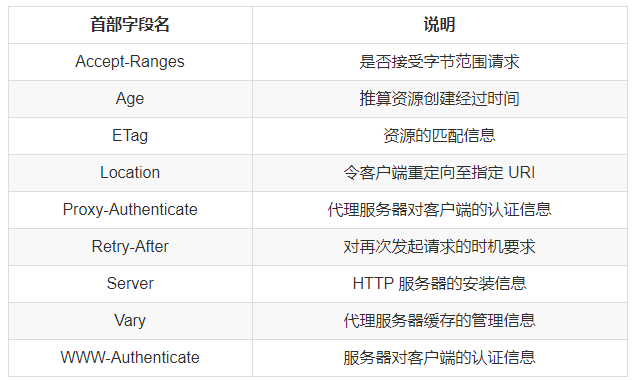 首部字段名 说明
Accept-Ranges 是否接受字节范围请求
Age 推算资源创建经过时间
ETag 资源的匹配信息
Location 令客户端重定向至指定 URI
Proxy-Authenticate 代理服务器对客户端的认证信息
Retry-After 对再次发起请求的时机要求
Server HTTP 服务器的安装信息
Vary 代理服务器缓存的管理信息
WWW-Authenticate 服务器对客户端的认证信息